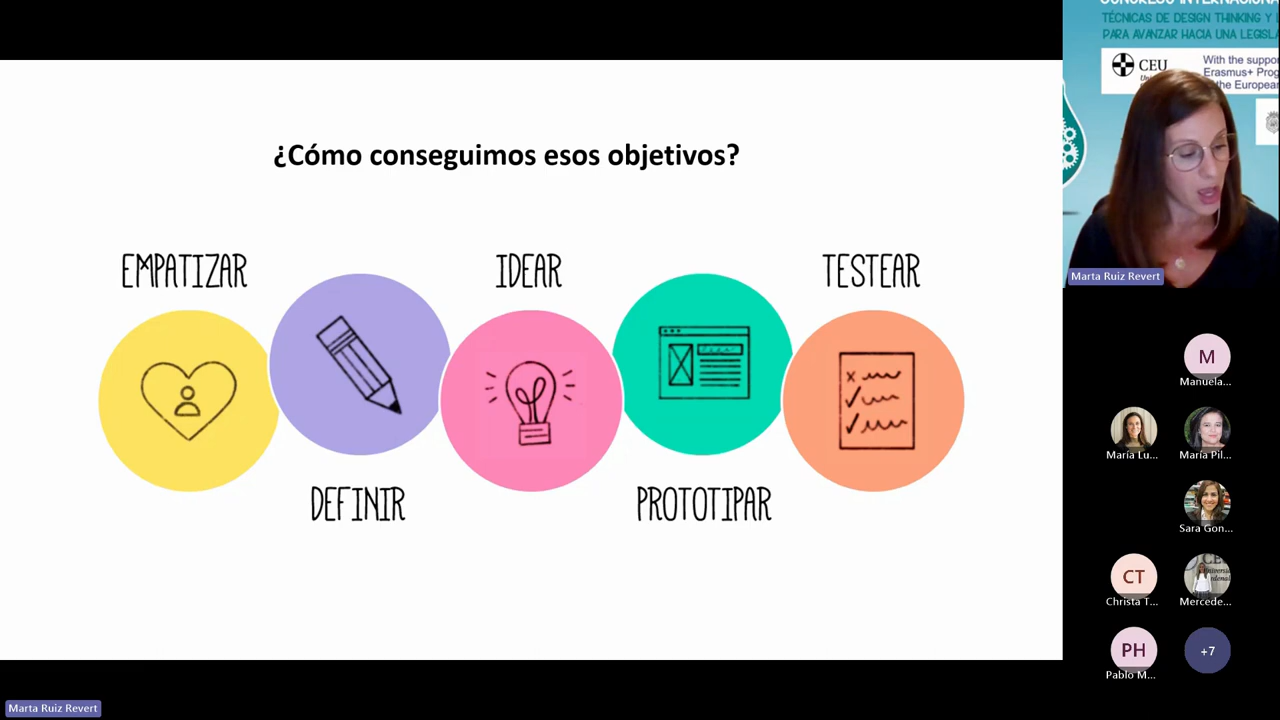 ¿Cómo conseguimos esos objetivos?
EMPATIZAR
IDEAR
TESTEAR
DEFINIR
PROTOTIPAR
TÉCNICAS DE DESIGN THINKING Y
PARA AVANZAR HACIA UNA LEGISLA
CEU
With the suppo
Erasmus+ Prog
the European
Marta Ruiz Revert
M
Manuela...
María Lu...
María Pil...
Sara Gon...
CT
Christa T...
Mercede...
PH
Pablo M...
+7
Marta Ruiz Revert